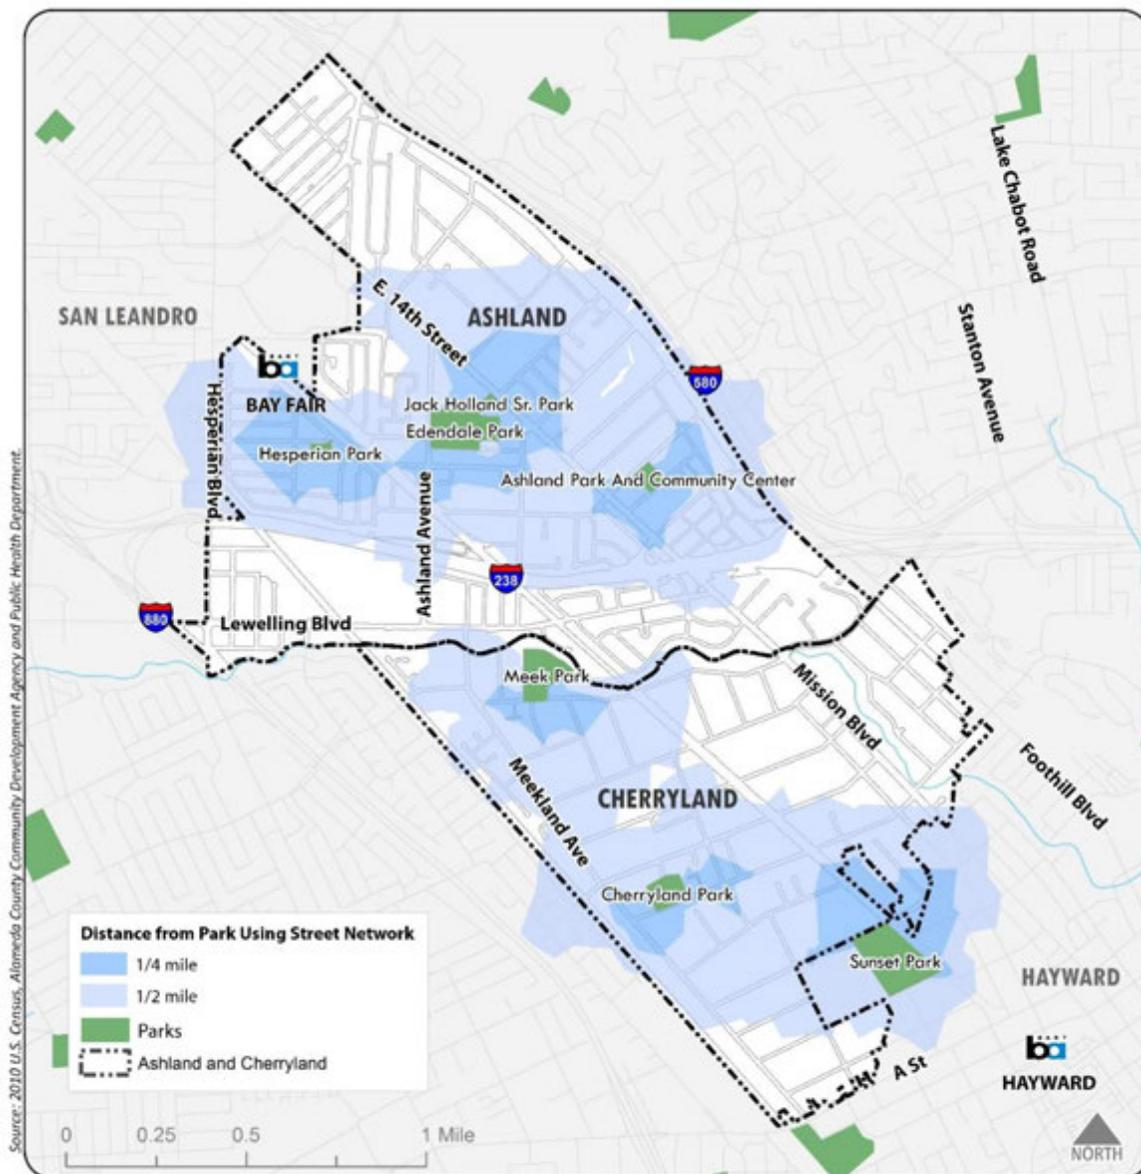 Lake Chabot Road
SAN LEANDRO
E. 14th Street
ASHLAND
Stanton Avenue
580
BART
ba
BAY FAIR
Hesperian Blvd
Jack Holland Sr. Park
Edendale Park
Hesperian Park
Ashland Park And Community Center
Ashland Avenue
238
880
Lewelling Blvd
Meek Park
Mission Blvd
Foothill Blvd
Meekland Ave
CHERRYLAND
Cherryland Park
Sunset Park
HAYWARD
BART
ba
HAYWARD
A St
Distance from Park Using Street Network
1/4 mile
1/2 mile
Parks
Ashland and Cherryland
0 0.25 0.5 1 Mile
NORTH
Source: 2010 U.S. Census, Alameda County Community Development Agency and Public Health Department.